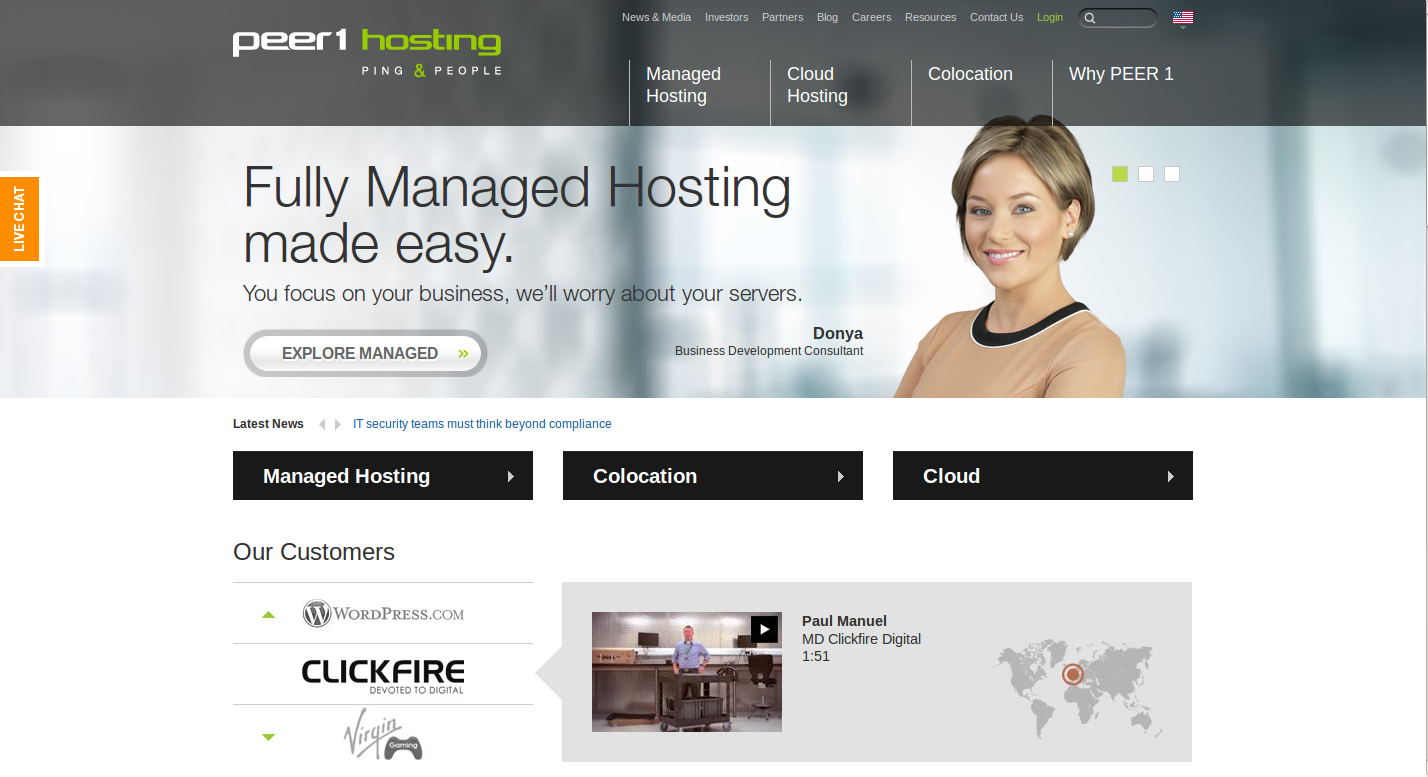 News & Media Investors Partners Blog Careers Resources Contact Us Login
peer1 hosting
PING & PEOPLE
Managed Hosting
Cloud Hosting
Colocation
Why PEER 1
LIVE CHAT
Fully Managed Hosting
made easy.
You focus on your business, we'll worry about your servers.
Donya
Business Development Consultant
EXPLORE MANAGED »
Latest News IT security teams must think beyond compliance
Managed Hosting
Colocation
Cloud
Our Customers
WORDPRESS.COM
CLICKFIRE
DEVOTED TO DIGITAL
Virgin
Gaming
Paul Manuel
MD Clickfire Digital
1:51